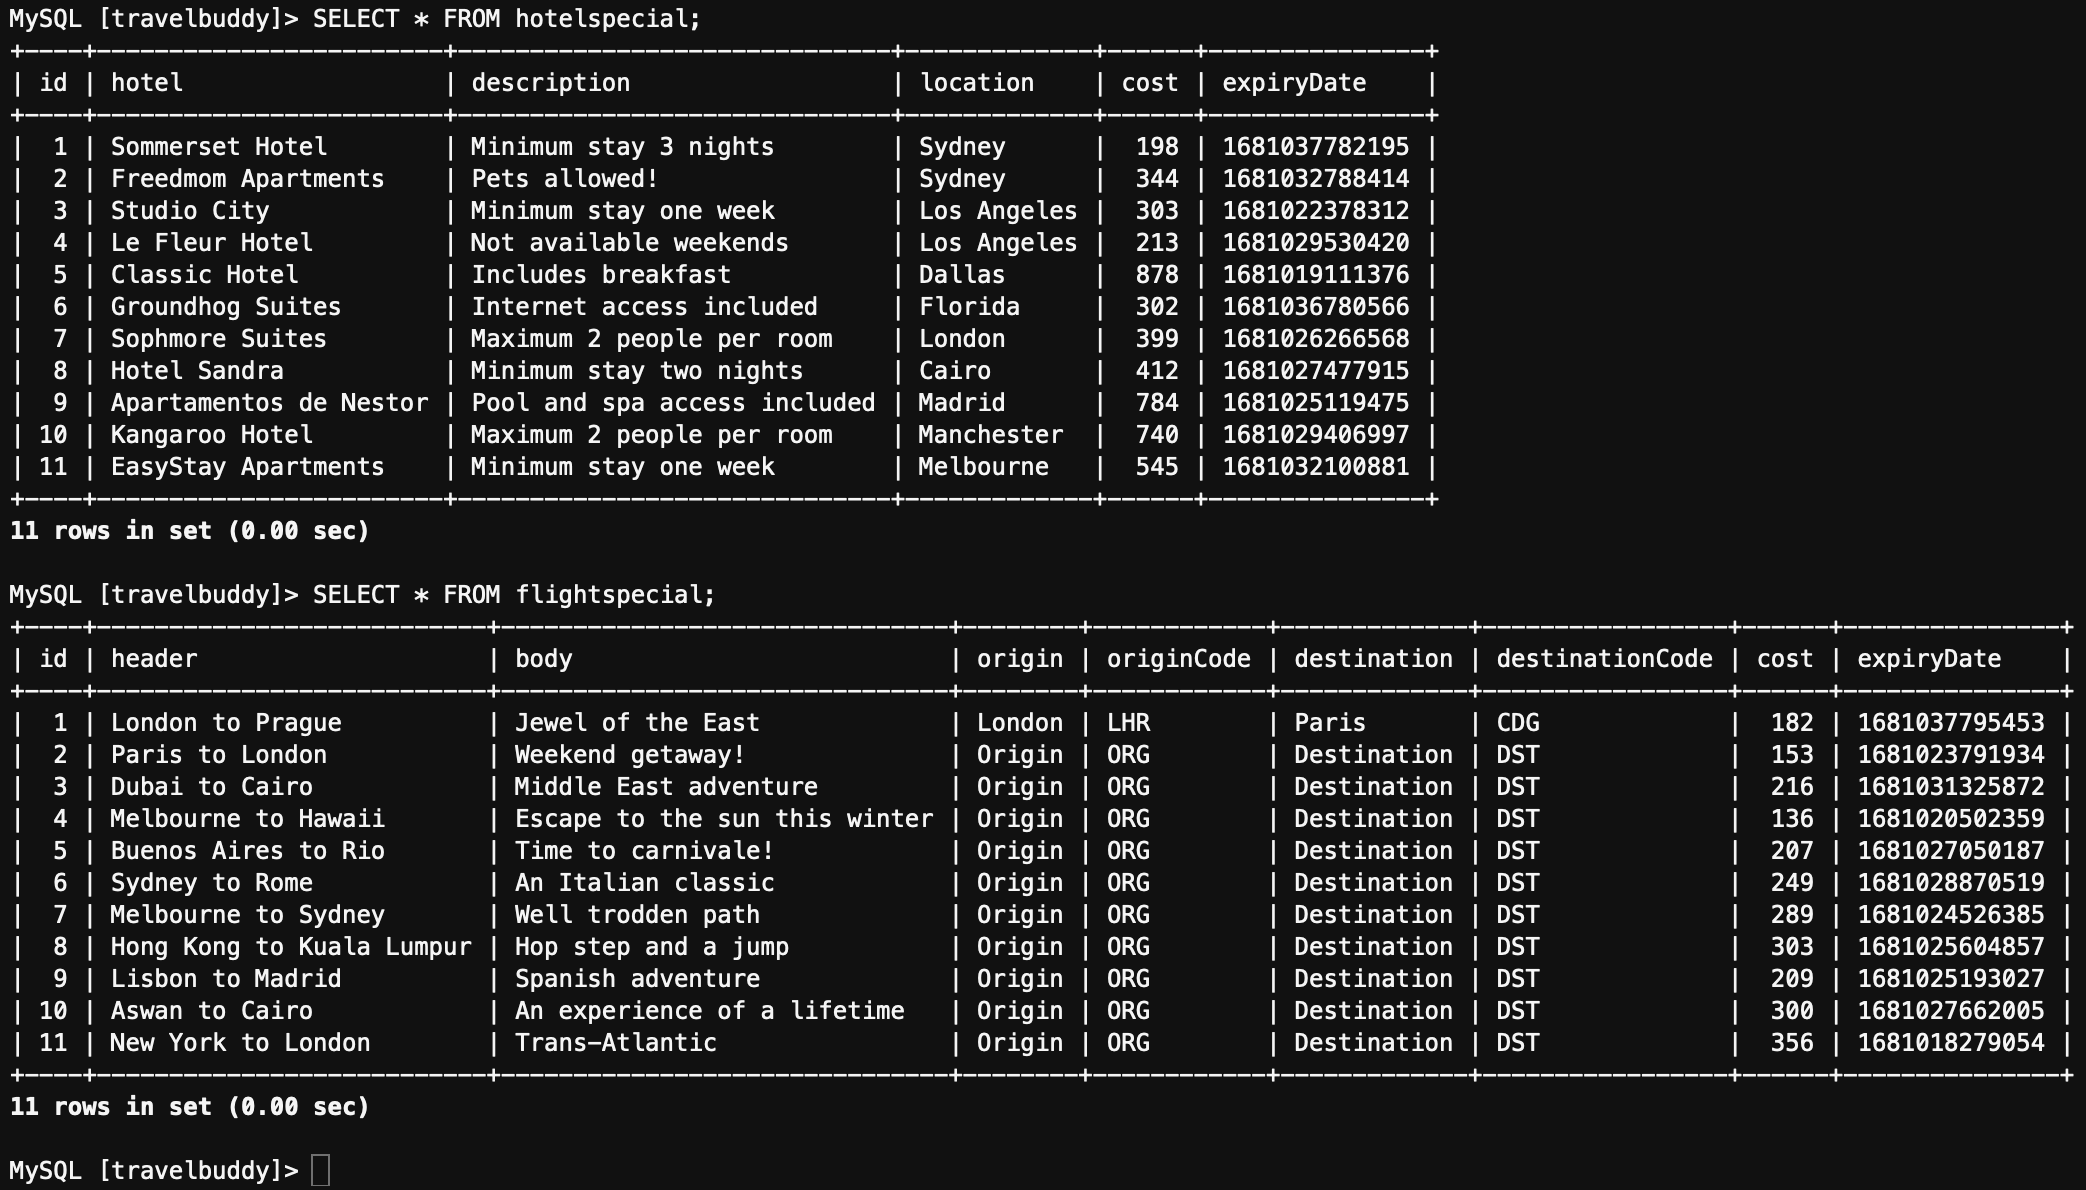 MySQL [travelbuddy]> SELECT * FROM hotelspecial;
+----+------------------------+------------------------------+-------------+------+---------------+
| id | hotel                  | description                  | location    | cost | expiryDate    |
+----+------------------------+------------------------------+-------------+------+---------------+
|  1 | Sommerset Hotel        | Minimum stay 3 nights        | Sydney      |  198 | 1681037782195 |
|  2 | Freedmom Apartments    | Pets allowed!                | Sydney      |  344 | 1681032788414 |
|  3 | Studio City            | Minimum stay one week        | Los Angeles |  303 | 1681022378312 |
|  4 | Le Fleur Hotel         | Not available weekends       | Los Angeles |  213 | 1681029530420 |
|  5 | Classic Hotel          | Includes breakfast           | Dallas      |  878 | 1681019111376 |
|  6 | Groundhog Suites       | Internet access included     | Florida     |  302 | 1681036780566 |
|  7 | Sophmore Suites        | Maximum 2 people per room    | London      |  399 | 1681026266568 |
|  8 | Hotel Sandra           | Minimum stay two nights      | Cairo       |  412 | 1681027477915 |
|  9 | Apartamentos de Nestor | Pool and spa access included | Madrid      |  784 | 1681025119475 |
| 10 | Kangaroo Hotel         | Maximum 2 people per room    | Manchester  |  740 | 1681029406997 |
| 11 | EasyStay Apartments    | Minimum stay one week        | Melbourne   |  545 | 1681032100881 |
+----+------------------------+------------------------------+-------------+------+---------------+
11 rows in set (0.00 sec)

MySQL [travelbuddy]> SELECT * FROM flightspecial;
+----+---------------------------+-------------------------------+--------+------------+-------------+-----------------+------+---------------+
| id | header                    | body                          | origin | originCode | destination | destinationCode | cost | expiryDate    |
+----+---------------------------+-------------------------------+--------+------------+-------------+-----------------+------+---------------+
|  1 | London to Prague          | Jewel of the East             | London | LHR        | Paris       | CDG             |  182 | 1681037795453 |
|  2 | Paris to London           | Weekend getaway!              | Origin | ORG        | Destination | DST             |  153 | 1681023791934 |
|  3 | Dubai to Cairo            | Middle East adventure         | Origin | ORG        | Destination | DST             |  216 | 1681031325872 |
|  4 | Melbourne to Hawaii       | Escape to the sun this winter | Origin | ORG        | Destination | DST             |  136 | 1681020502359 |
|  5 | Buenos Aires to Rio       | Time to carnivale!            | Origin | ORG        | Destination | DST             |  207 | 1681027050187 |
|  6 | Sydney to Rome            | An Italian classic            | Origin | ORG        | Destination | DST             |  249 | 1681028870519 |
|  7 | Melbourne to Sydney       | Well trodden path             | Origin | ORG        | Destination | DST             |  289 | 1681024526385 |
|  8 | Hong Kong to Kuala Lumpur | Hop step and a jump           | Origin | ORG        | Destination | DST             |  303 | 1681025604857 |
|  9 | Lisbon to Madrid          | Spanish adventure             | Origin | ORG        | Destination | DST             |  209 | 1681025193027 |
| 10 | Aswan to Cairo            | An experience of a lifetime   | Origin | ORG        | Destination | DST             |  300 | 1681027662005 |
| 11 | New York to London        | Trans-Atlantic                | Origin | ORG        | Destination | DST             |  356 | 1681018279054 |
+----+---------------------------+-------------------------------+--------+------------+-------------+-----------------+------+---------------+
11 rows in set (0.00 sec)

MySQL [travelbuddy]>